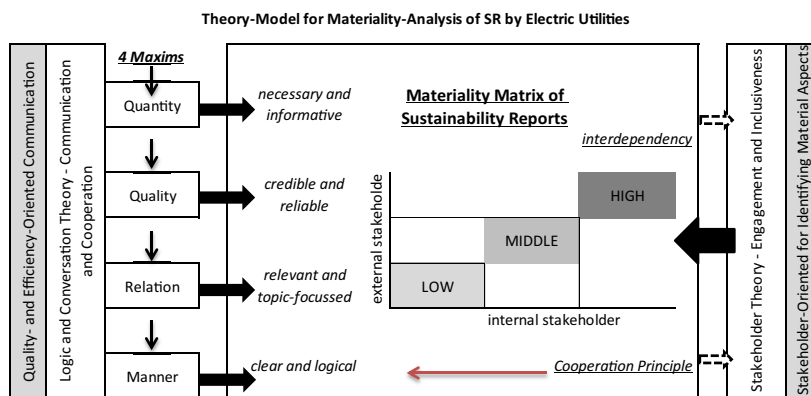 Theory-Model for Materiality-Analysis of SR by Electric Utilities
Quality- and Efficiency-Oriented Communication
Logic and Conversation Theory - Communication
and Cooperation
4 Maxims
Quantity
Quality
Relation
Manner
necessary and
informative
credible and
reliable
relevant and
topic-focussed
clear and logical
Materiality Matrix of
Sustainability Reports
interdependency
external stakeholde
HIGH
MIDDLE
LOW
internal stakeholder
Cooperation Principle
Stakeholder Theory - Engagement and Inclusiveness
Stakeholder-Oriented for Identifying Material Aspects